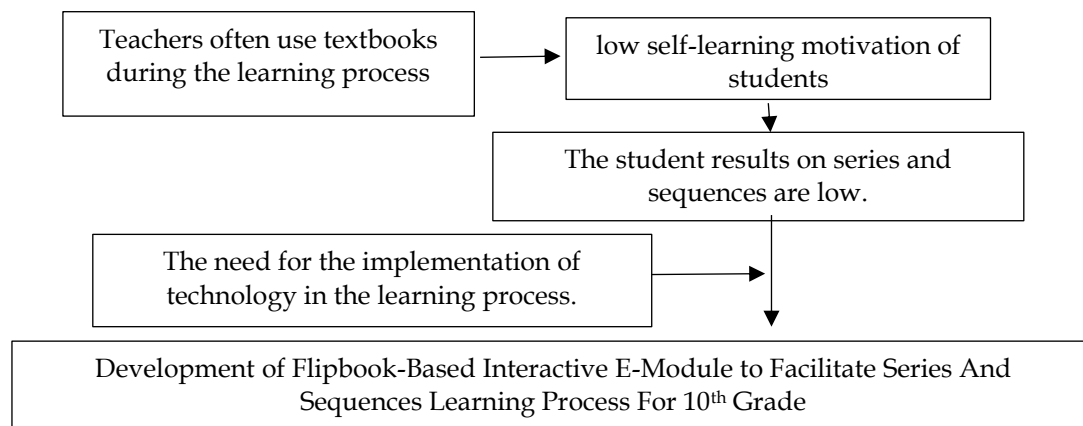 Teachers often use textbooks
during the learning process
low self-learning motivation of
students
The student results on series and
sequences are low.
The need for the implementation of
technology in the learning process.
Development of Flipbook-Based Interactive E-Module to Facilitate Series And
Sequences Learning Process For 10th Grade